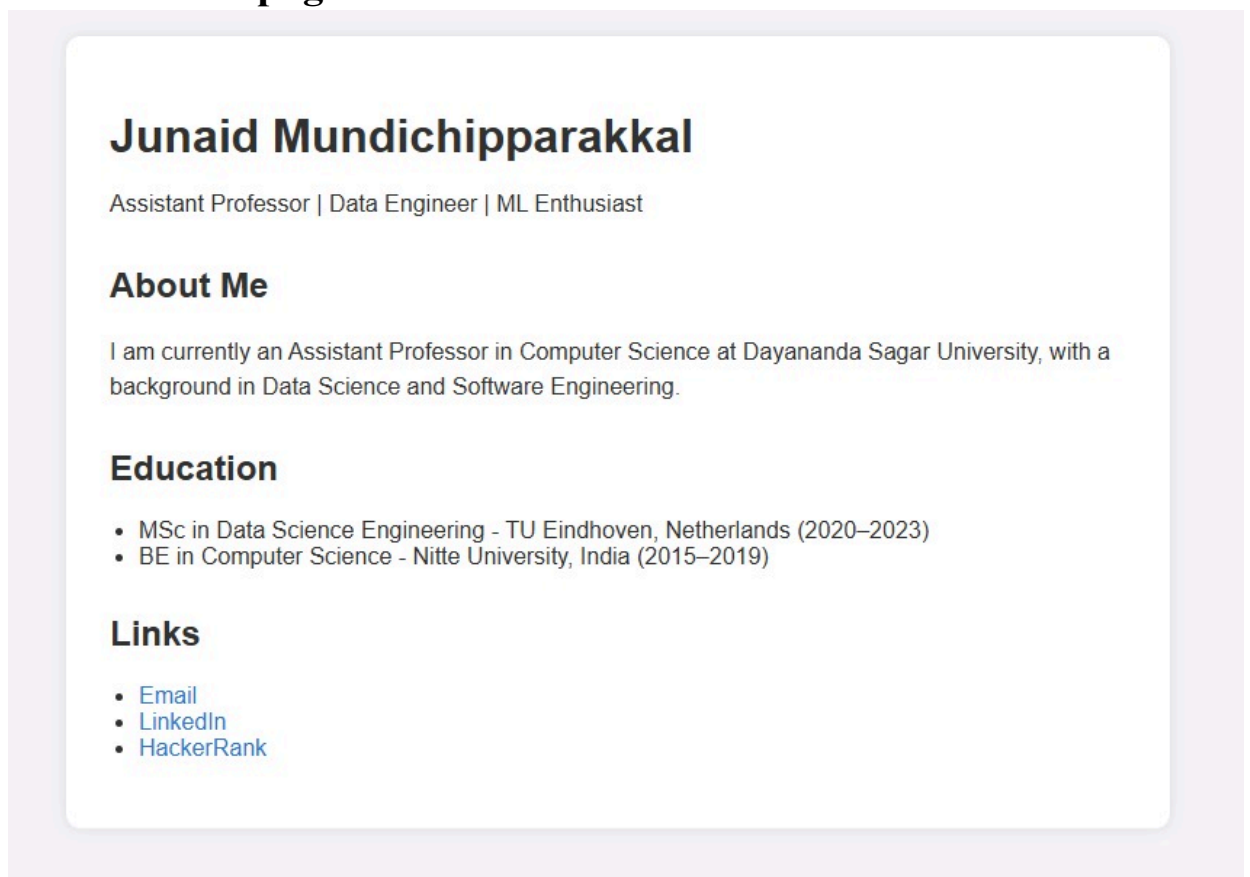 Junaid Mundichipparakkal
Assistant Professor | Data Engineer | ML Enthusiast
About Me
I am currently an Assistant Professor in Computer Science at Dayananda Sagar University, with a
background in Data Science and Software Engineering.
Education
• MSc in Data Science Engineering - TU Eindhoven, Netherlands (2020–2023)
• BE in Computer Science - Nitte University, India (2015–2019)
Links
• Email
• LinkedIn
• HackerRank